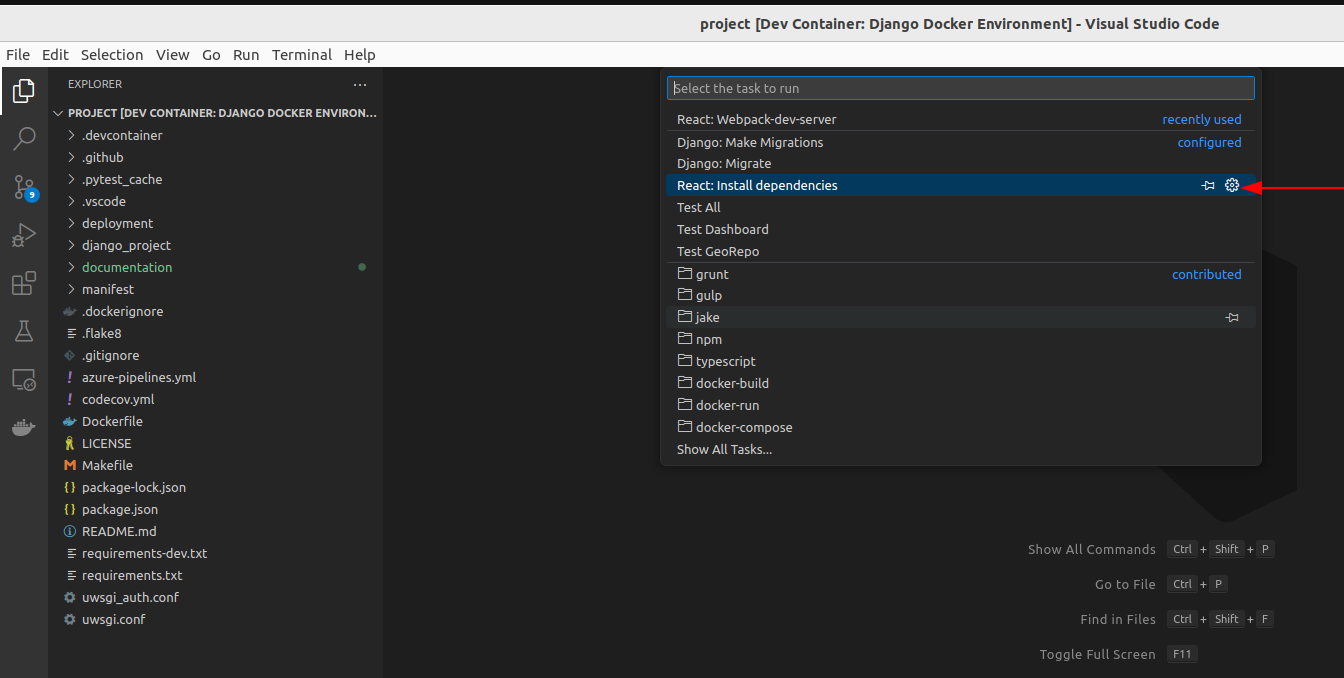 project [Dev Container: Django Docker Environment] - Visual Studio Code
File Edit Selection View Go Run Terminal Help
EXPLORER ...
PROJECT [DEV CONTAINER: DJANGO DOCKER ENVIRON...
.devcontainer
.github
.pytest_cache
.vscode
deployment
django_project
documentation
manifest
.dockerignore
.flake8
.gitignore
azure-pipelines.yml
codecov.yml
Dockerfile
LICENSE
Makefile
package-lock.json
package.json
README.md
requirements-dev.txt
requirements.txt
uwsgi_auth.conf
uwsgi.conf
9
Select the task to run
React: Webpack-dev-server recently used
Django: Make Migrations configured
Django: Migrate
React: Install dependencies
Test All
Test Dashboard
Test GeoRepo
grunt contributed
gulp
jake
npm
typescript
docker-build
docker-run
docker-compose
Show All Tasks...
Show All Commands Ctrl + Shift + P
Go to File Ctrl + P
Find in Files Ctrl + Shift + F
Toggle Full Screen F11